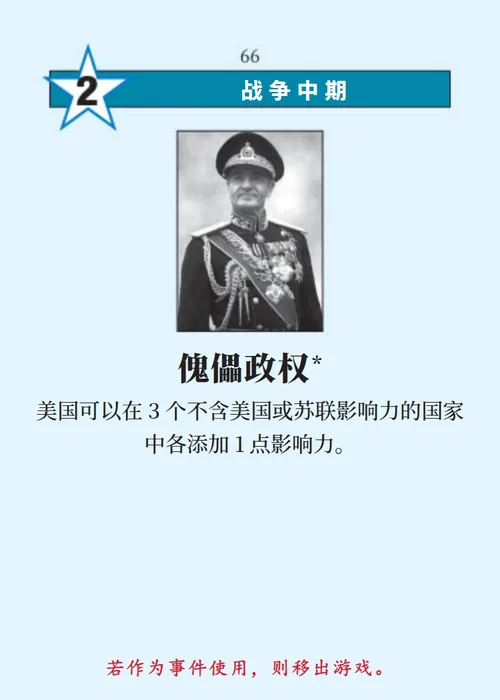 66
2
战争中期
傀儡政权*
美国可以在 3 个不含美国或苏联影响力的国家
中各添加 1 点影响力。
若作为事件使用，则移出游戏。